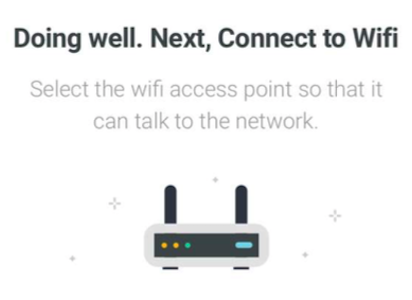 Doing well. Next, Connect to Wifi
Select the wifi access point so that it
can talk to the network.